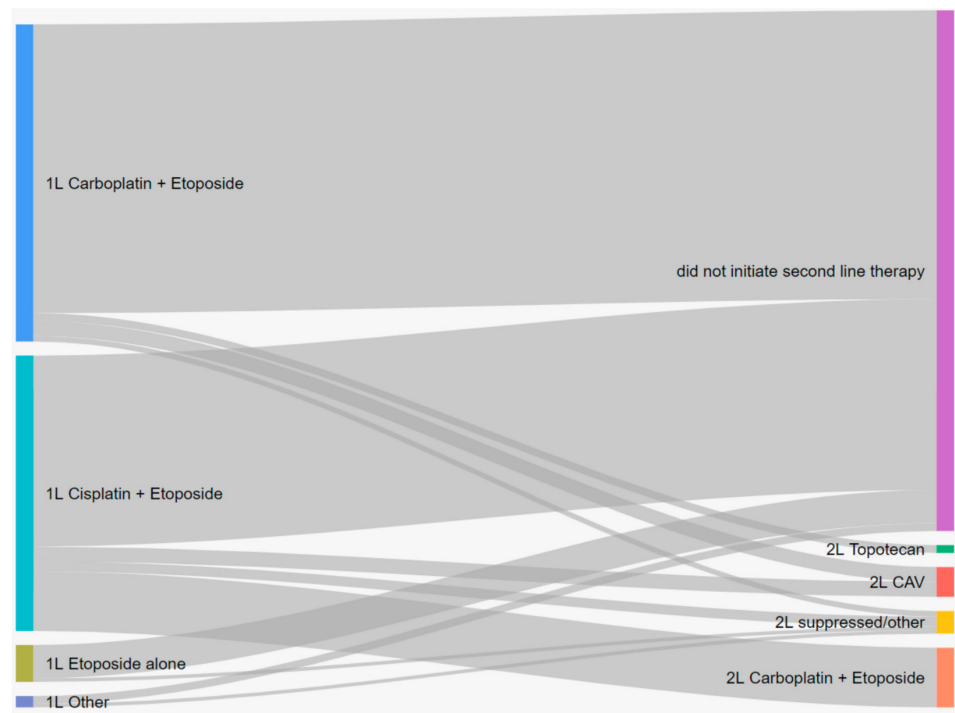 1L Carboplatin + Etoposide
did not initiate second line therapy
1L Cisplatin + Etoposide
2L Topotecan
2L CAV
2L suppressed/other
1L Etoposide alone
2L Carboplatin + Etoposide
1L Other